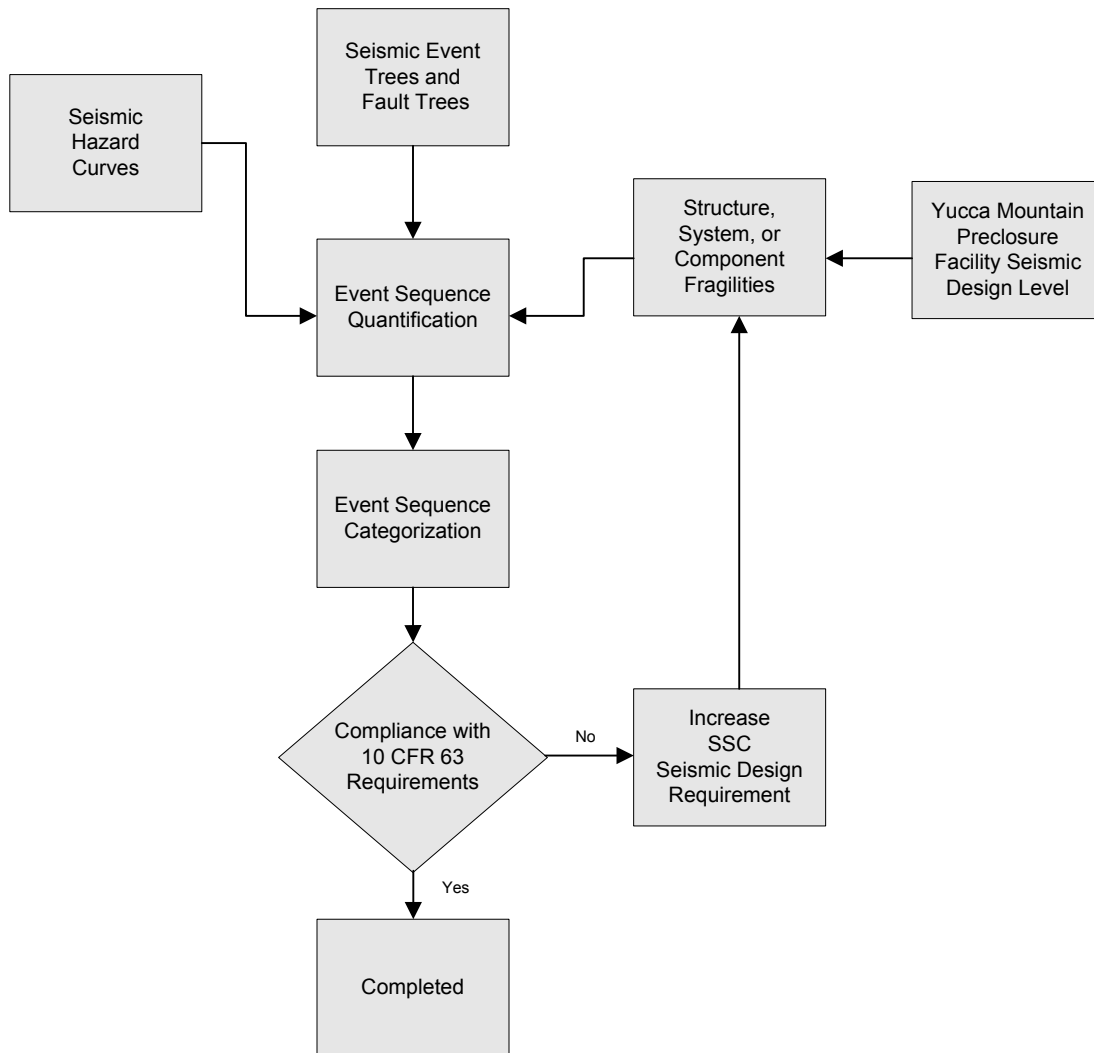 Seismic Event
Trees and
Fault Trees
Seismic
Hazard
Curves
Structure,
System, or
Component
Fragilities
Yucca Mountain
Preclosure
Facility Seismic
Design Level
Event Sequence
Quantification
Event Sequence
Categorization
Compliance with
10 CFR 63
Requirements
No
Increase
SSC
Seismic Design
Requirement
Yes
Completed